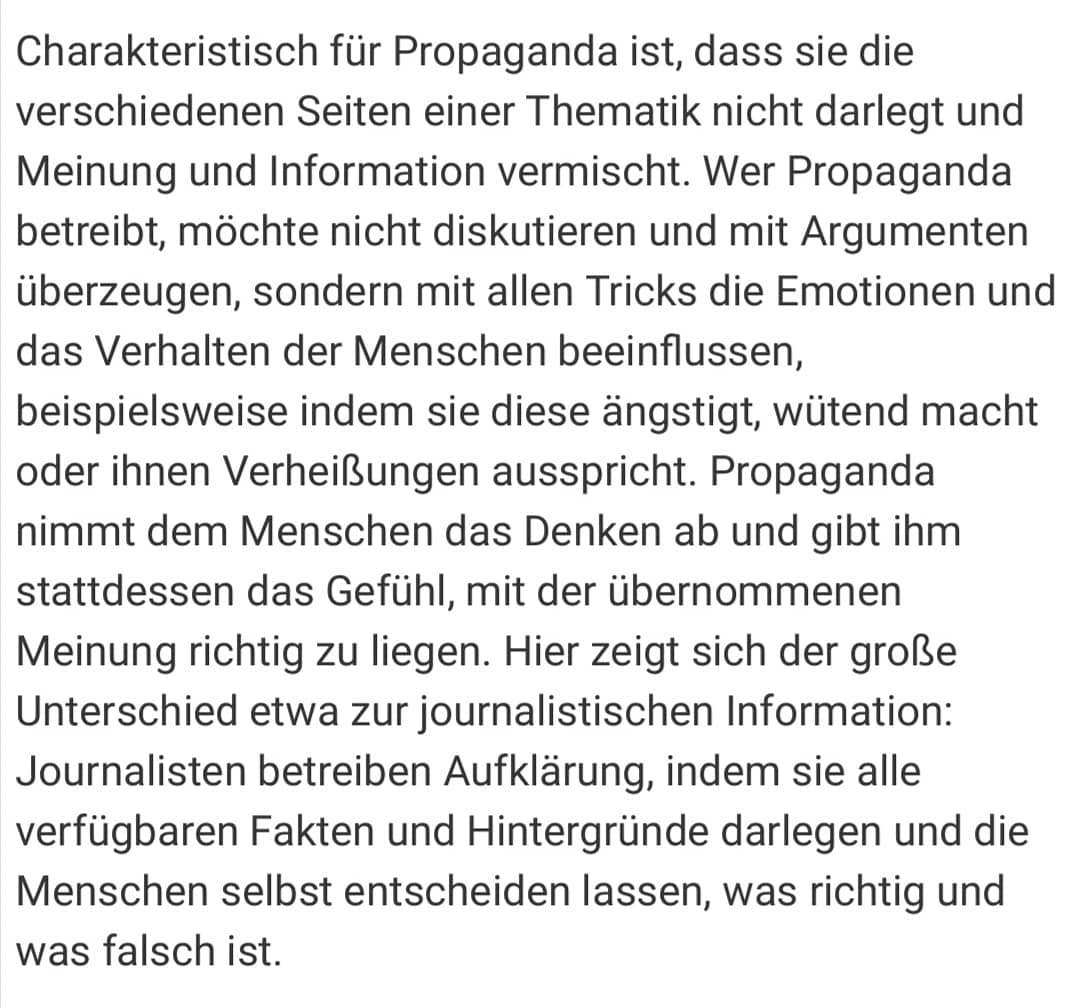 Charakteristisch für Propaganda ist, dass sie die
verschiedenen Seiten einer Thematik nicht darlegt und
Meinung und Information vermischt. Wer Propaganda
betreibt, möchte nicht diskutieren und mit Argumenten
überzeugen, sondern mit allen Tricks die Emotionen und
das Verhalten der Menschen beeinflussen,
beispielsweise indem sie diese ängstigt, wütend macht
oder ihnen Verheißungen ausspricht. Propaganda
nimmt dem Menschen das Denken ab und gibt ihm
stattdessen das Gefühl, mit der übernommenen
Meinung richtig zu liegen. Hier zeigt sich der große
Unterschied etwa zur journalistischen Information:
Journalisten betreiben Aufklärung, indem sie alle
verfügbaren Fakten und Hintergründe darlegen und die
Menschen selbst entscheiden lassen, was richtig und
was falsch ist.